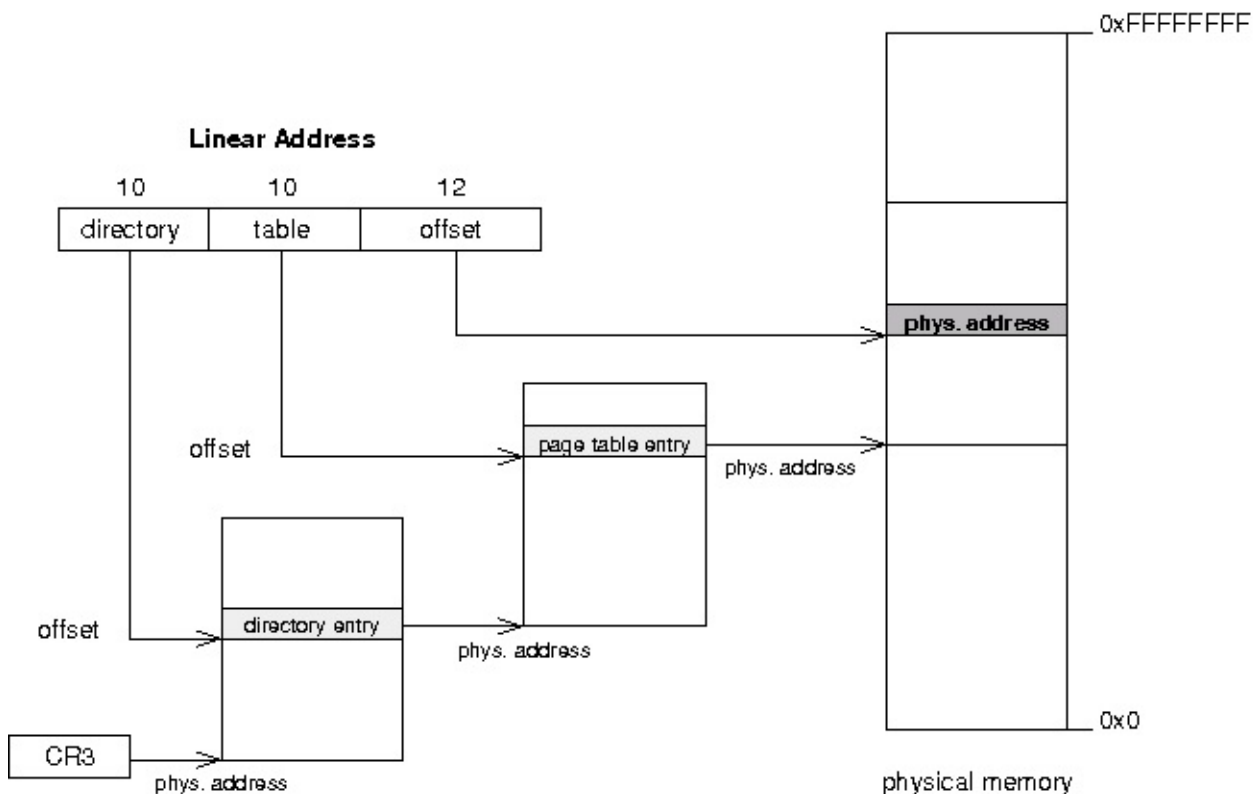 0xFFFFFFFF
Linear Address
10 10 12
directory table offset
phys. address
offset page table entry
phys. address
offset directory entry
phys. address
CR3
phys. address
0x0
physical memory